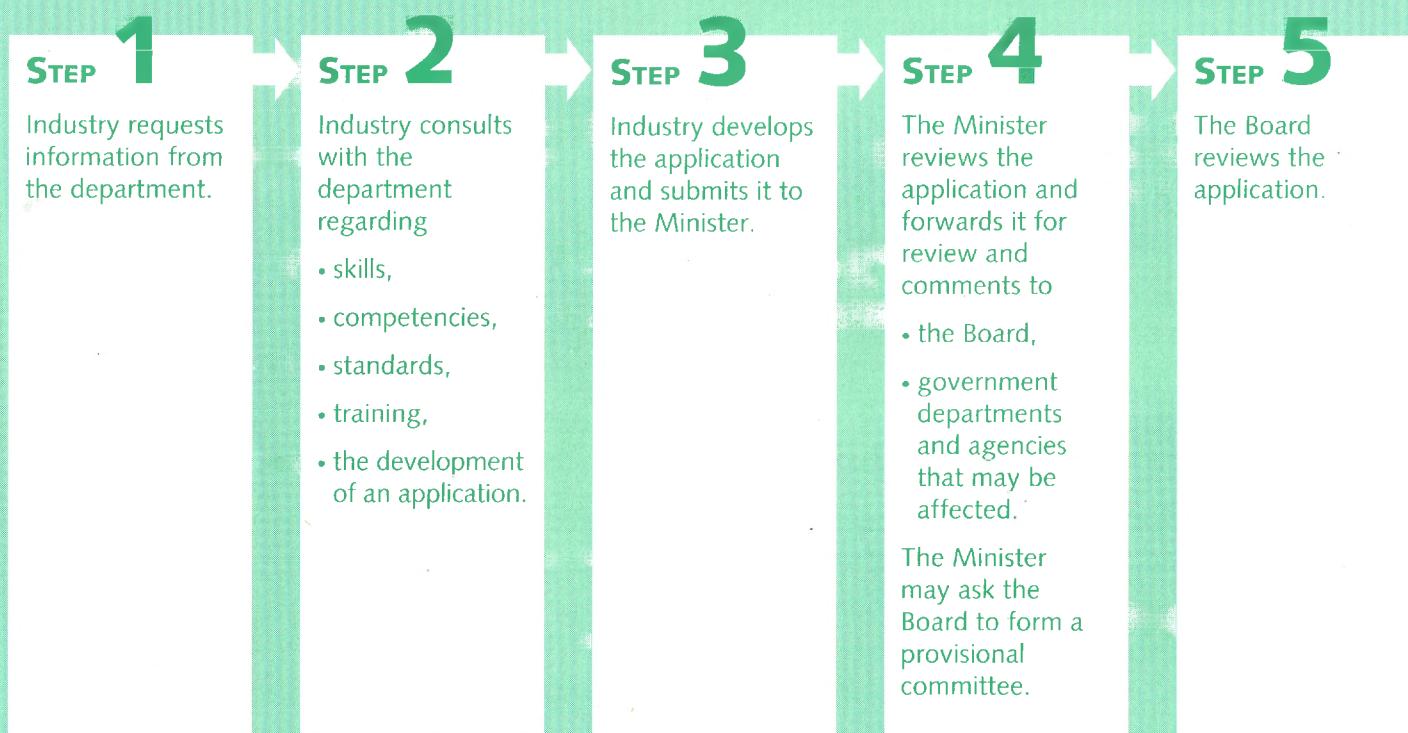 STEP 1
Industry requests
information from
the department.
STEP 2
Industry consults
with the
department
regarding
• skills,
• competencies,
• standards,
• training,
• the development
of an application.
STEP 3
Industry develops
the application
and submits it to
the Minister.
STEP 4
The Minister
reviews the
application and
forwards it for
review and
comments to
• the Board,
• government
departments
and agencies
that may be
affected.
The Minister
may ask the
Board to form a
provisional
committee.
STEP 5
The Board
reviews the
application.